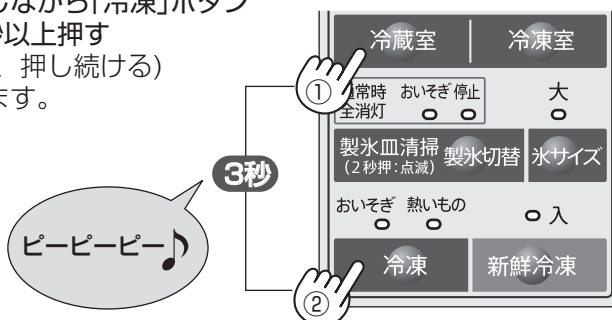 しながら「冷凍」ボタン
秒以上押す
、押し続ける)
ます。
冷蔵室 冷凍室
①
通常時 おいそぎ 停止 大
全消灯
製氷皿清掃 製氷切替 氷サイズ
(2秒押:点滅)
3秒
おいそぎ 熱いもの 入
ピーピーピー♪
冷凍 新鮮冷凍
②